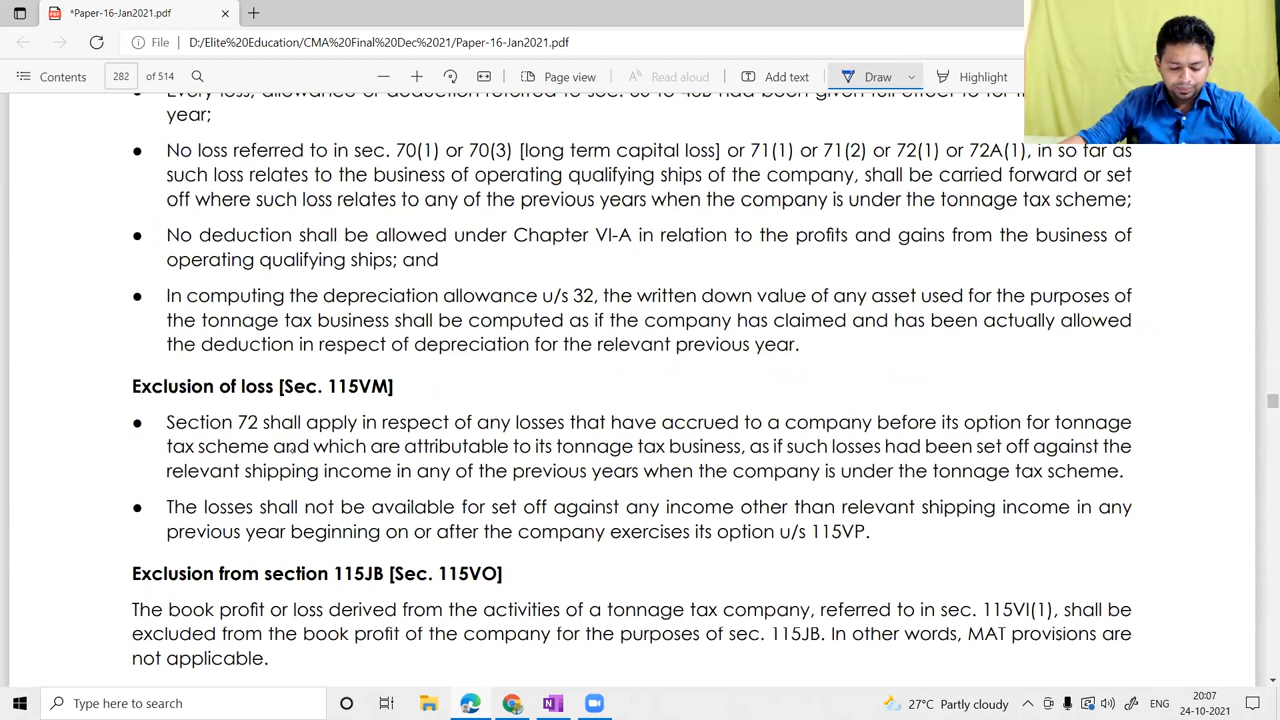 *Paper-16-Jan2021.pdf
File D:/Elite%20Education/CMA%20Final%20Dec%2021/Paper-16-Jan2021.pdf
Contents 282 of 514 Page view Read aloud Add text Draw Highlight
year;
● No loss referred to in sec. 70(1) or 70(3) [long term capital loss] or 71(1) or 71(2) or 72(1) or 72A(1), in so far as
such loss relates to the business of operating qualifying ships of the company, shall be carried forward or set
off where such loss relates to any of the previous years when the company is under the tonnage tax scheme;
● No deduction shall be allowed under Chapter VI-A in relation to the profits and gains from the business of
operating qualifying ships; and
● In computing the depreciation allowance u/s 32, the written down value of any asset used for the purposes of
the tonnage tax business shall be computed as if the company has claimed and has been actually allowed
the deduction in respect of depreciation for the relevant previous year.
Exclusion of loss [Sec. 115VM]
● Section 72 shall apply in respect of any losses that have accrued to a company before its option for tonnage
tax scheme and which are attributable to its tonnage tax business, as if such losses had been set off against the
relevant shipping income in any of the previous years when the company is under the tonnage tax scheme.
● The losses shall not be available for set off against any income other than relevant shipping income in any
previous year beginning on or after the company exercises its option u/s 115VP.
Exclusion from section 115JB [Sec. 115VO]
The book profit or loss derived from the activities of a tonnage tax company, referred to in sec. 115VI(1), shall be
excluded from the book profit of the company for the purposes of sec. 115JB. In other words, MAT provisions are
not applicable.
Type here to search 27°C Partly cloudy ENG 20:07
24-10-2021